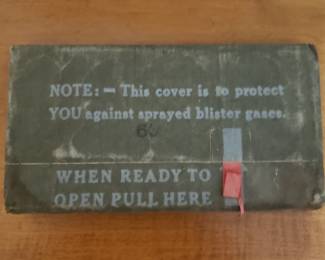 NOTE: — This cover is to protect
YOU against sprayed blister gases.
WHEN READY TO
OPEN PULL HERE